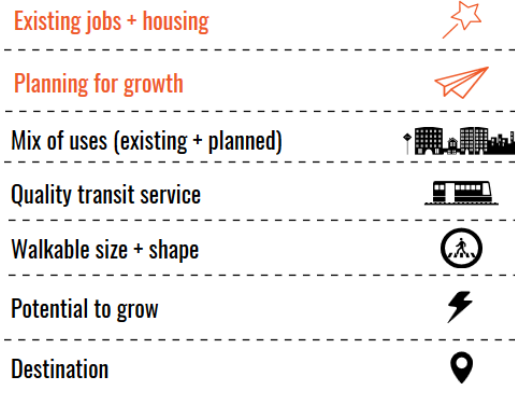 Existing jobs + housing
Planning for growth
Mix of uses (existing + planned)
Quality transit service
Walkable size + shape
Potential to grow
Destination